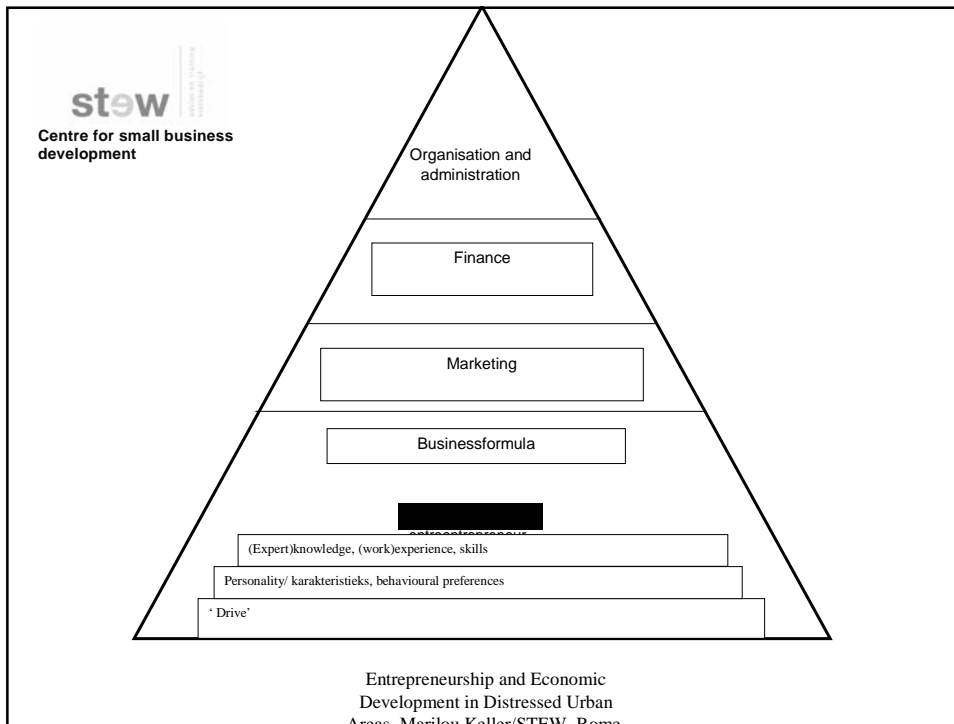 stew
Centre for small business
development
Organisation and
administration
Finance
Marketing
Businessformula
entreentrepreneur
(Expert)knowledge, (work)experience, skills
Personality/ karakteristieks, behavioural preferences
‘ Drive’
Entrepreneurship and Economic
Development in Distressed Urban
Areas, Marilou Keller/STEW, Rome